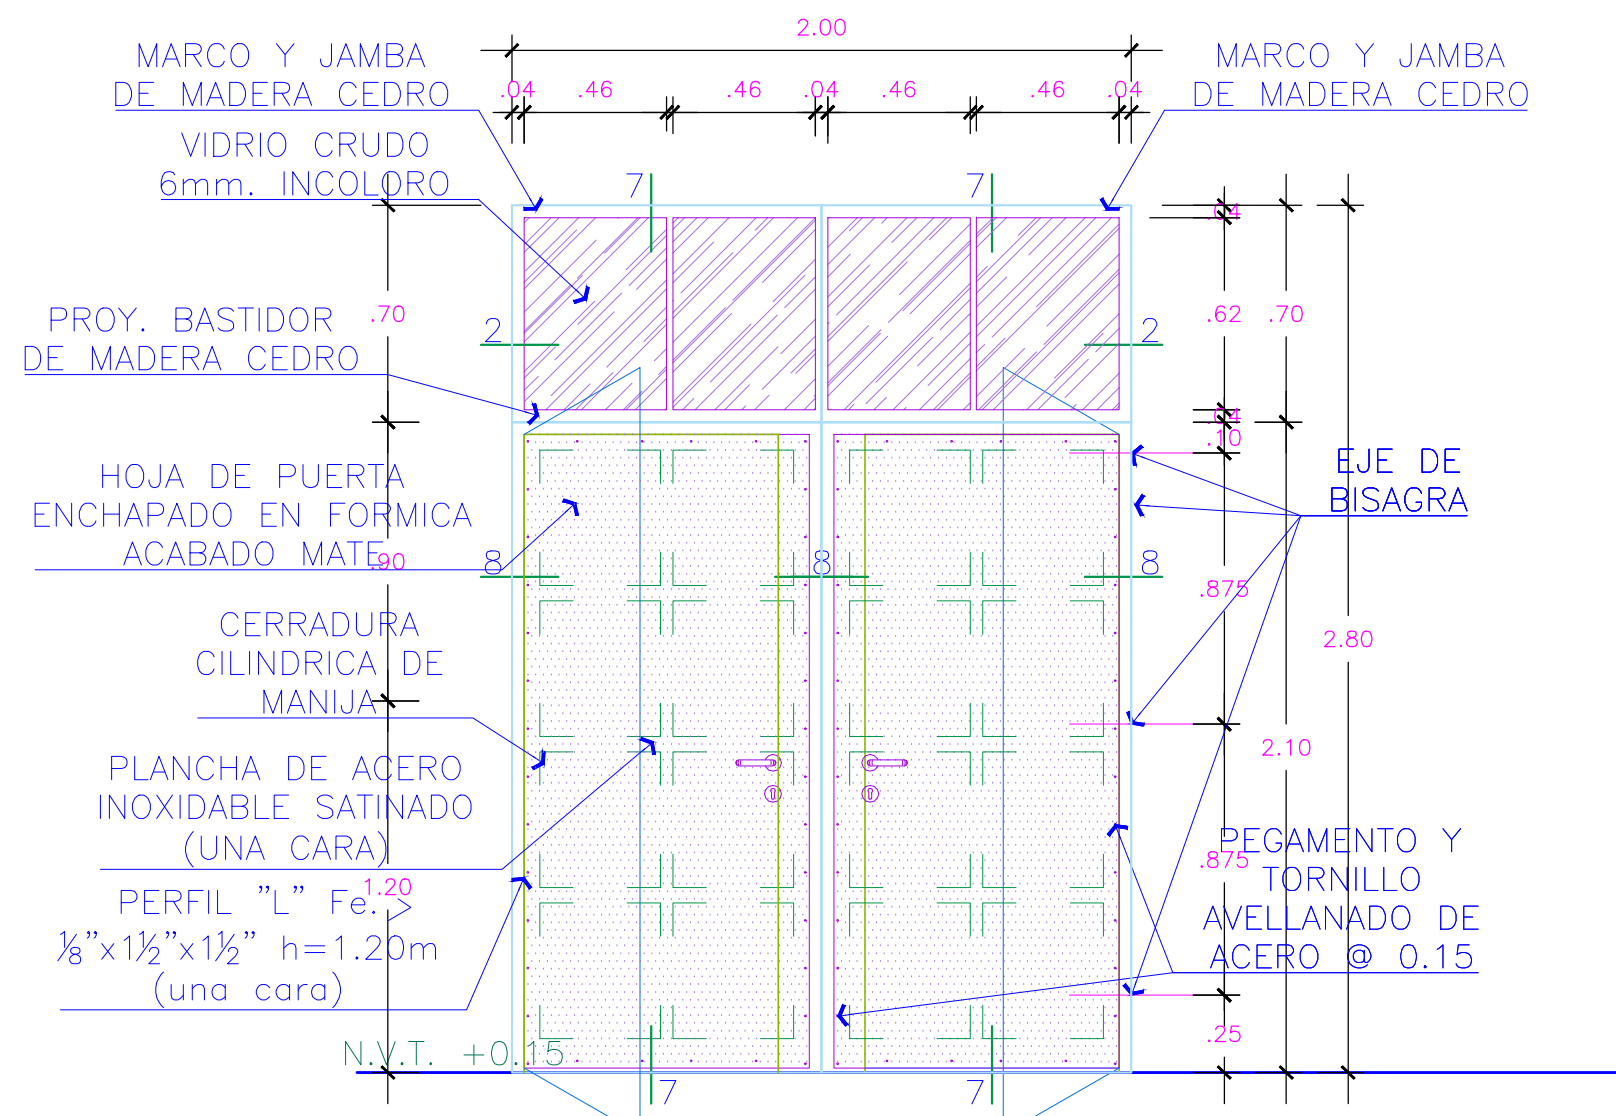 2.00
.04 .46 .46 .04 .46 .46 .04
MARCO Y JAMBA
DE MADERA CEDRO
MARCO Y JAMBA
DE MADERA CEDRO
VIDRIO CRUDO
6mm. INCOLORO
7 7
.04
.70
.62 .70
PROY. BASTIDOR
DE MADERA CEDRO
2 2
.04
.10
EJE DE
BISAGRA
HOJA DE PUERTA
ENCHAPADO EN FORMICA
ACABADO MATE
.90
8 8 8
.875
2.80
CERRADURA
CILINDRICA DE
MANIJA
2.10
PLANCHA DE ACERO
INOXIDABLE SATINADO
(UNA CARA)
.875
PEGAMENTO Y
TORNILLO
AVELLANADO DE
ACERO @ 0.15
1.20
PERFIL "L" Fe.
⅛"x1½"x1½" h=1.20m
(una cara)
.25
N.V.T. +0.15
7 7